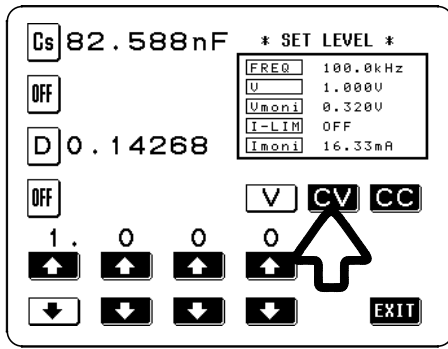 Cs 82.588nF
* SET LEVEL *
FREQ 100.0kHz
V 1.000V
Vmoni 0.320V
I-LIM OFF
Imoni 16.33mA
OFF
D 0.14268
OFF
V CV CC
1. 0 0 0
EXIT